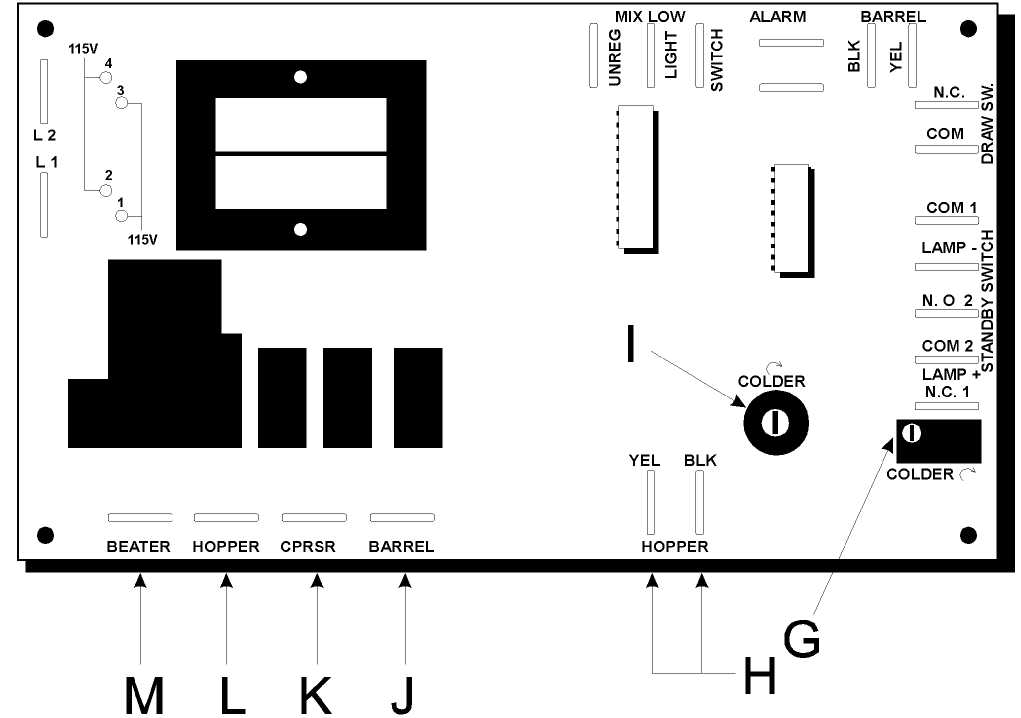 MIX LOW
ALARM
BARREL
UNREG
LIGHT
SWITCH
BLK
YEL
115V
4
3
L 2
L 1
2
1
115V
N.C.
COM
DRAW SW.
COM 1
LAMP -
N. O 2
COM 2
LAMP +
N.C. 1
STANDBY SWITCH
I
COLDER
COLDER
YEL
BLK
BEATER
HOPPER
CPRSR
BARREL
HOPPER
G
H
M
L
K
J